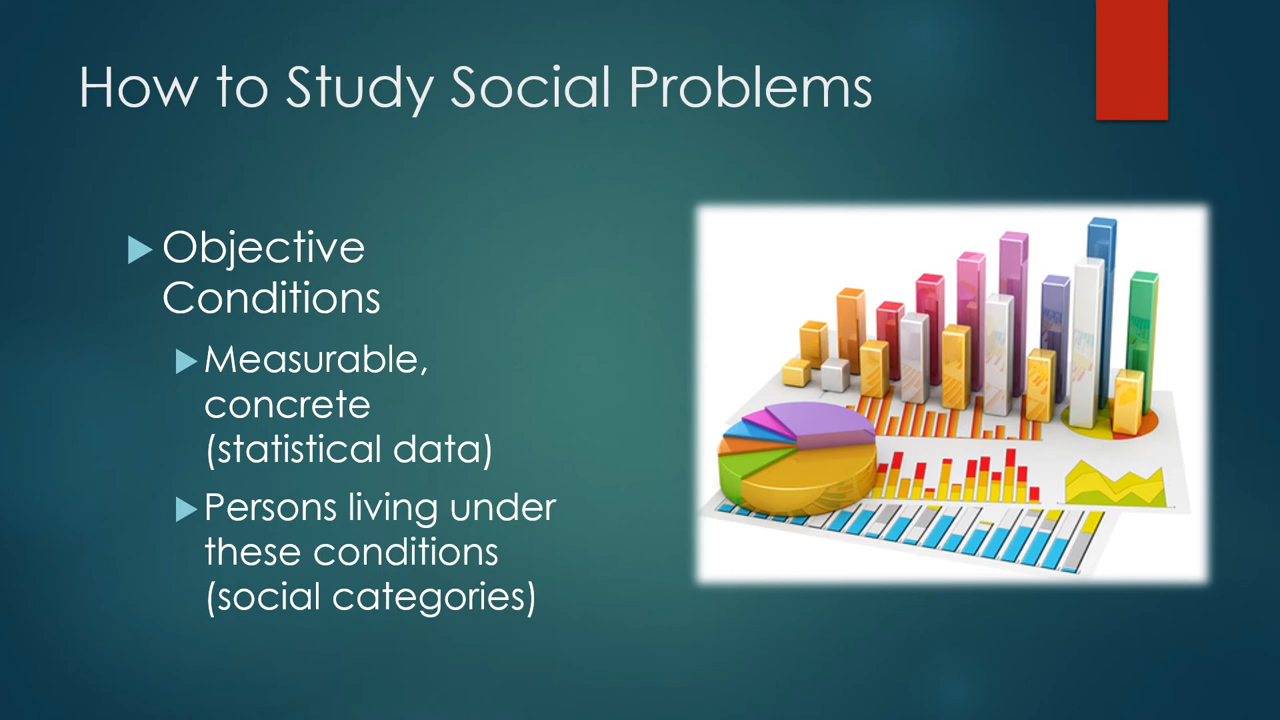 How to Study Social Problems
Objective
Conditions
Measurable,
concrete
(statistical data)
Persons living under
these conditions
(social categories)